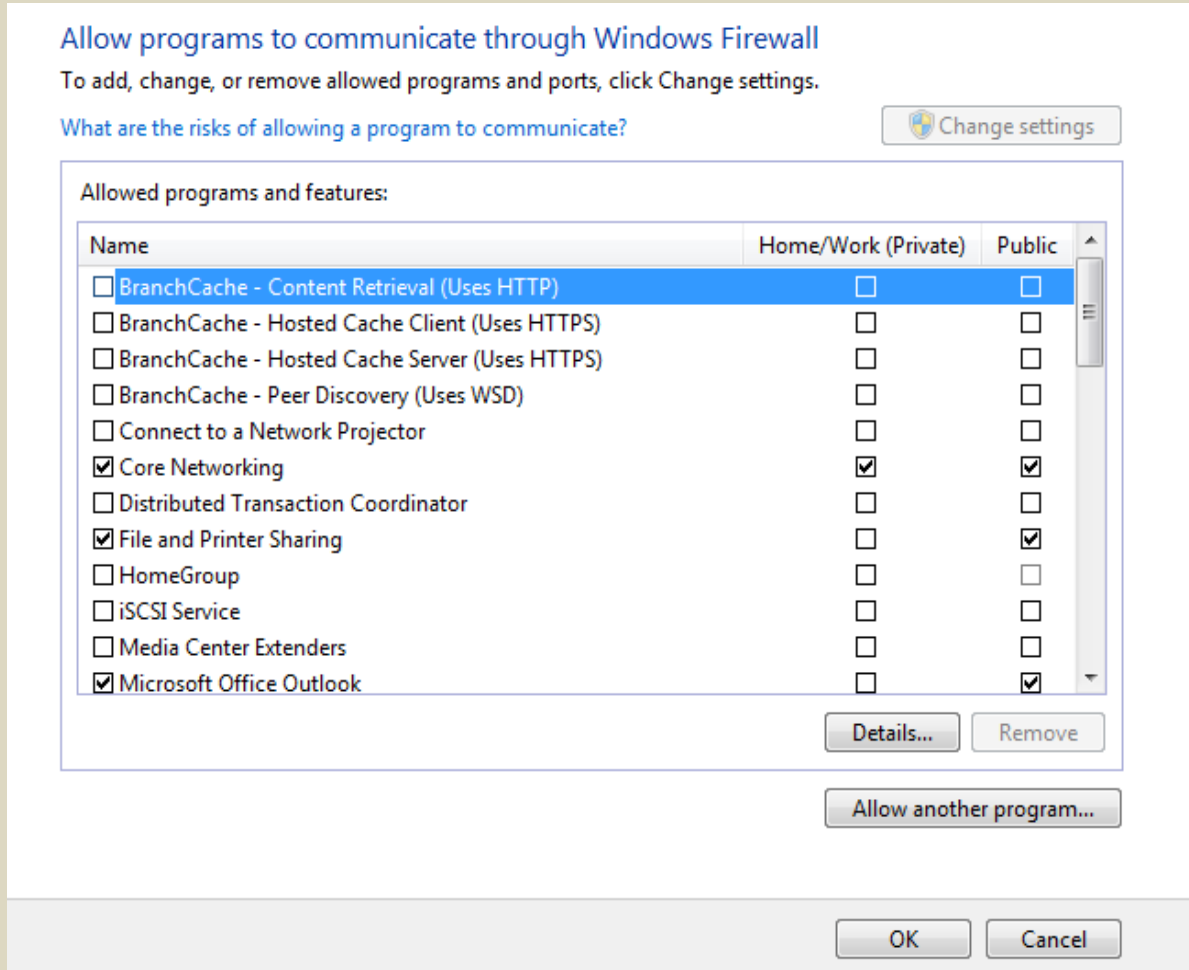 Allow programs to communicate through Windows Firewall
To add, change, or remove allowed programs and ports, click Change settings.
What are the risks of allowing a program to communicate?
Change settings
Allowed programs and features:
Name Home/Work (Private) Public
BranchCache - Content Retrieval (Uses HTTP)
BranchCache - Hosted Cache Client (Uses HTTPS)
BranchCache - Hosted Cache Server (Uses HTTPS)
BranchCache - Peer Discovery (Uses WSD)
Connect to a Network Projector
Core Networking
Distributed Transaction Coordinator
File and Printer Sharing
HomeGroup
iSCSI Service
Media Center Extenders
Microsoft Office Outlook
Details... Remove
Allow another program...
OK Cancel